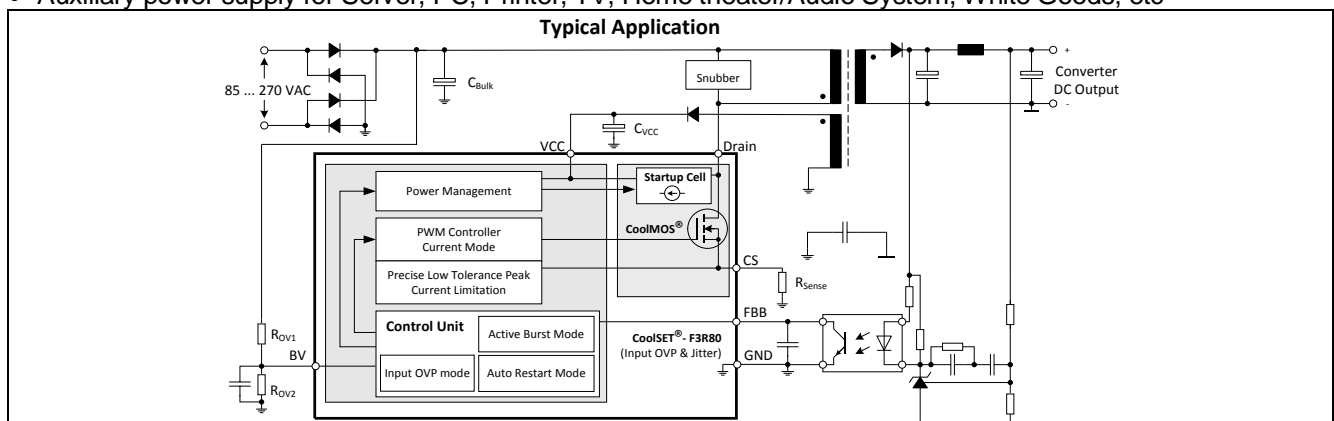 • Auxiliary power supply for Server, PC, Printer, TV, Home theater/Audio System, White Goods, etc
Typical Application
+
Snubber
Converter
DC Output
-
85 ... 270 VAC
CBulk
CVCC
VCC
Drain
Power Management
Startup Cell
CoolMOS®
PWM Controller
Current Mode
Precise Low Tolerance Peak
Current Limitation
CS
RSense
FBB
Control Unit
Active Burst Mode
CoolSET® - F3R80
(Input OVP & Jitter)
GND
ROV1
BV
Input OVP mode
Auto Restart Mode
ROV2